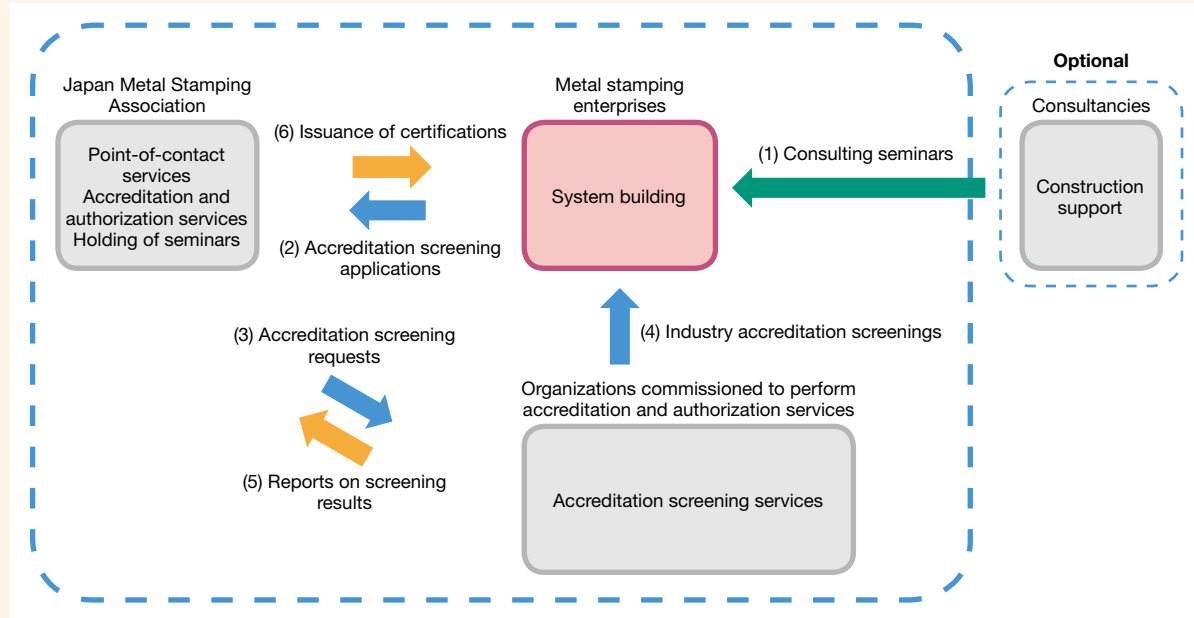 Optional
Japan Metal Stamping
Association
Point-of-contact
services
Accreditation and
authorization services
Holding of seminars
(6) Issuance of certifications
(2) Accreditation screening
applications
Metal stamping
enterprises
System building
(1) Consulting seminars
Consultancies
Construction
support
(3) Accreditation screening
requests
(5) Reports on screening
results
(4) Industry accreditation screenings
Organizations commissioned to perform
accreditation and authorization services
Accreditation screening services